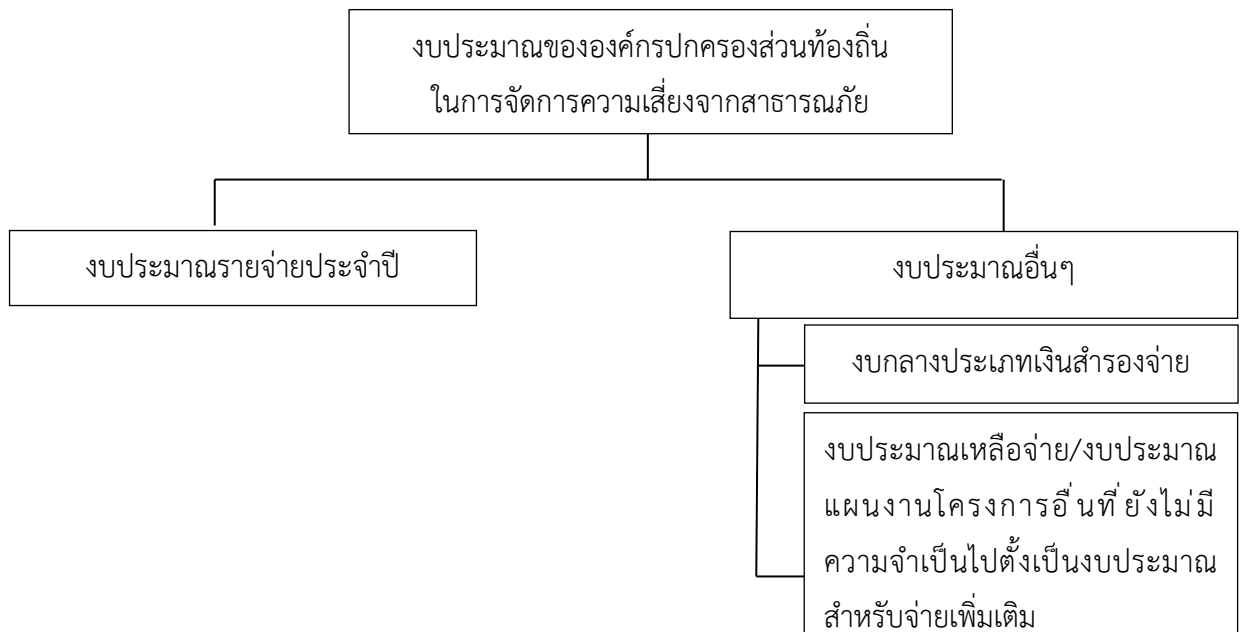 งบประมาณขององค์กรปกครองส่วนท้องถิ่น
ในการจัดการความเสี่ยงจากสาธารณภัย
งบประมาณรายจ่ายประจำปี
งบประมาณอื่นๆ
งบกลางประเภทเงินสำรองจ่าย
งบประมาณเหลือจ่าย/งบประมาณ
แผนงานโครงการอื่นที่ยังไม่มี
ความจำเป็นไปตั้งเป็นงบประมาณ
สำหรับจ่ายเพิ่มเติม